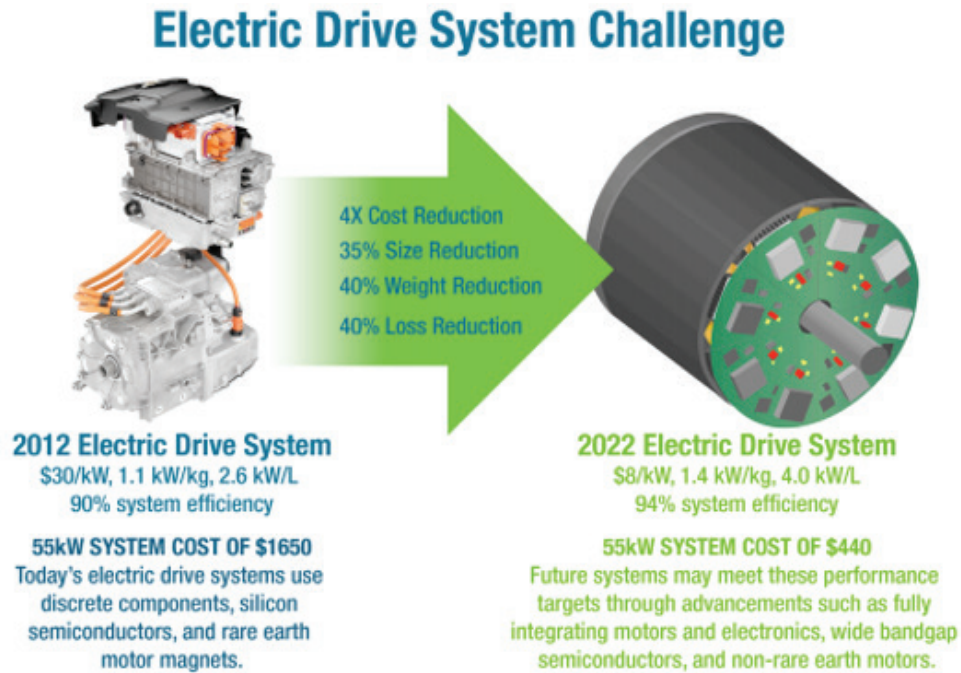 Electric Drive System Challenge
4X Cost Reduction
35% Size Reduction
40% Weight Reduction
40% Loss Reduction
2012 Electric Drive System
$30/kW, 1.1 kW/kg, 2.6 kW/L
90% system efficiency
55kW SYSTEM COST OF $1650
Today's electric drive systems use
discrete components, silicon
semiconductors, and rare earth
motor magnets.
2022 Electric Drive System
$8/kW, 1.4 kW/kg, 4.0 kW/L
94% system efficiency
55kW SYSTEM COST OF $440
Future systems may meet these performance
targets through advancements such as fully
integrating motors and electronics, wide bandgap
semiconductors, and non-rare earth motors.